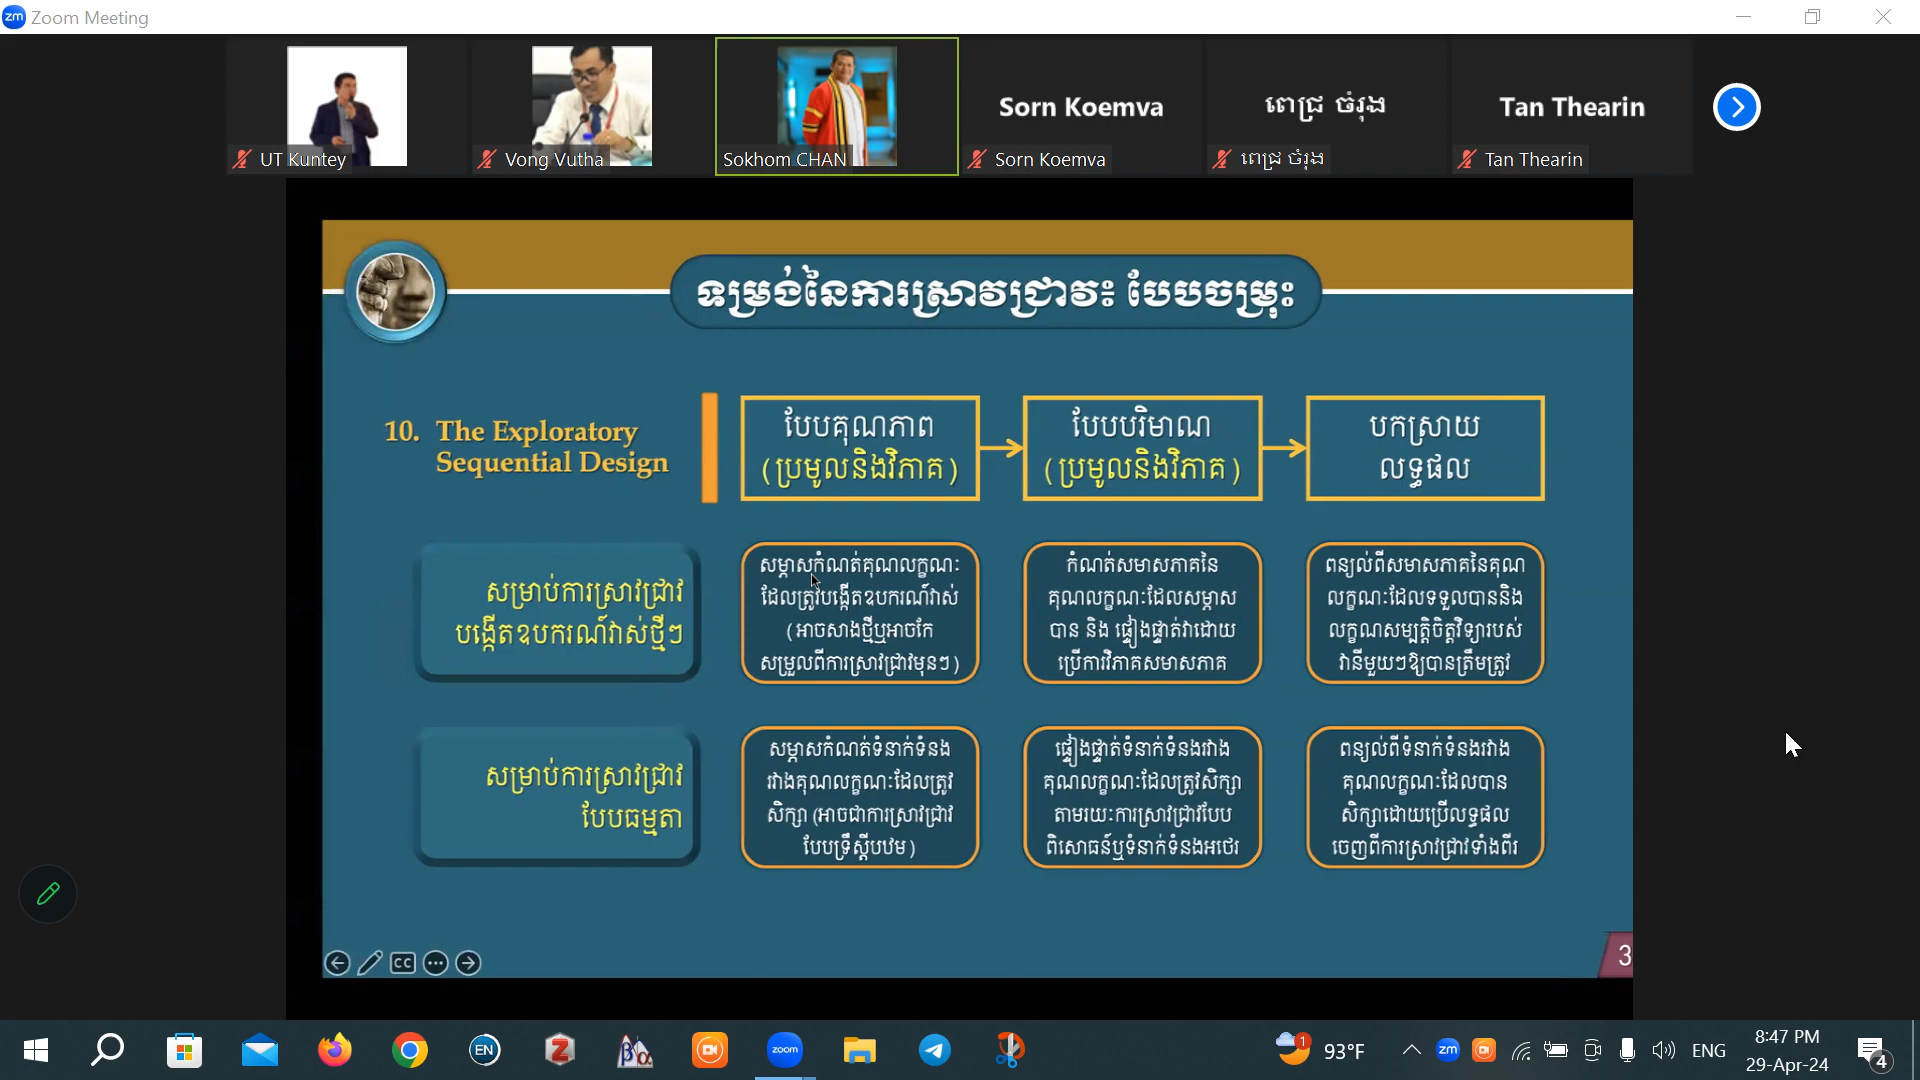 zm Zoom Meeting
Sorn Koemva
ពេជ្រ ចំរុង
Tan Thearin
UT Kuntey
Vong Vutha
Sokhom CHAN
Sorn Koemva
ពេជ្រ ចំរុង
Tan Thearin
ទម្រង់នៃការស្រាវជ្រាវ៖ បែបចម្រុះ
10. The Exploratory
Sequential Design
បែបគុណភាព
(ប្រមូលនិងវិភាគ)
បែបបរិមាណ
(ប្រមូលនិងវិភាគ)
បកស្រាយ
លទ្ធផល
សម្រាប់ការស្រាវជ្រាវ
បង្កើតឧបករណ៍វាស់ថ្មីៗ
សម្ភាសកំណត់គុណលក្ខណៈ
ដែលត្រូវបង្កើតឧបករណ៍វាស់
(អាចសាងថ្មីឬអាចកែ
សម្រួលពីការស្រាវជ្រាវមុនៗ)
កំណត់សមាសភាគនៃ
គុណលក្ខណៈដែលសម្ភាស
បាន និង ផ្ទៀងផ្ទាត់វាដោយ
ប្រើការវិភាគសមាសភាគ
ពន្យល់ពីសមាសភាគនៃគុណ
លក្ខណៈដែលទទួលបាននិង
លក្ខណសម្បត្តិចិត្តវិទ្យារបស់
វានីមួយៗឱ្យបានត្រឹមត្រូវ
សម្រាប់ការស្រាវជ្រាវ
បែបធម្មតា
សម្ភាសកំណត់ទំនាក់ទំនង
រវាងគុណលក្ខណៈដែលត្រូវ
សិក្សា (អាចជាការស្រាវជ្រាវ
បែបទ្រឹស្តីបឋម)
ផ្ទៀងផ្ទាត់ទំនាក់ទំនងរវាង
គុណលក្ខណៈដែលត្រូវសិក្សា
តាមរយៈការស្រាវជ្រាវបែប
ពិសោធន៍ឬទំនាក់ទំនងអថេរ
ពន្យល់ពីទំនាក់ទំនងរវាង
គុណលក្ខណៈដែលបាន
សិក្សាដោយប្រើលទ្ធផល
ចេញពីការស្រាវជ្រាវទាំងពីរ
CC
3
EN
Z
βα
zoom
1
93°F
zm
ENG
8:47 PM
29-Apr-24
4